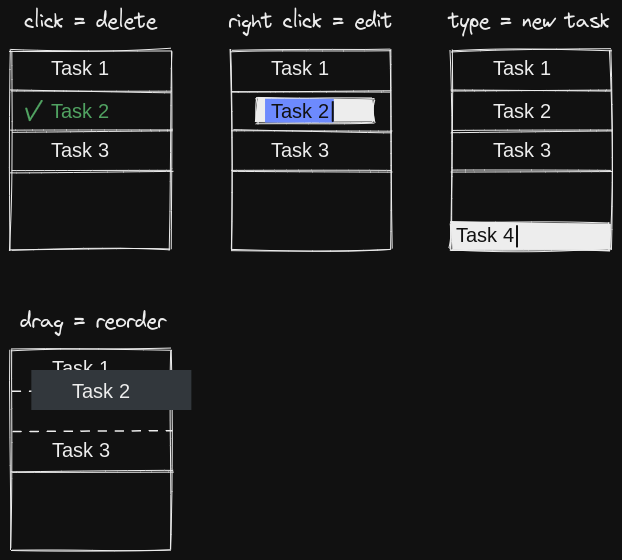 click = delete
Task 1
✓ Task 2
Task 3
right click = edit
Task 1
Task 2
Task 3
type = new task
Task 1
Task 2
Task 3
Task 4
drag = reorder
Task 1
Task 2
Task 3